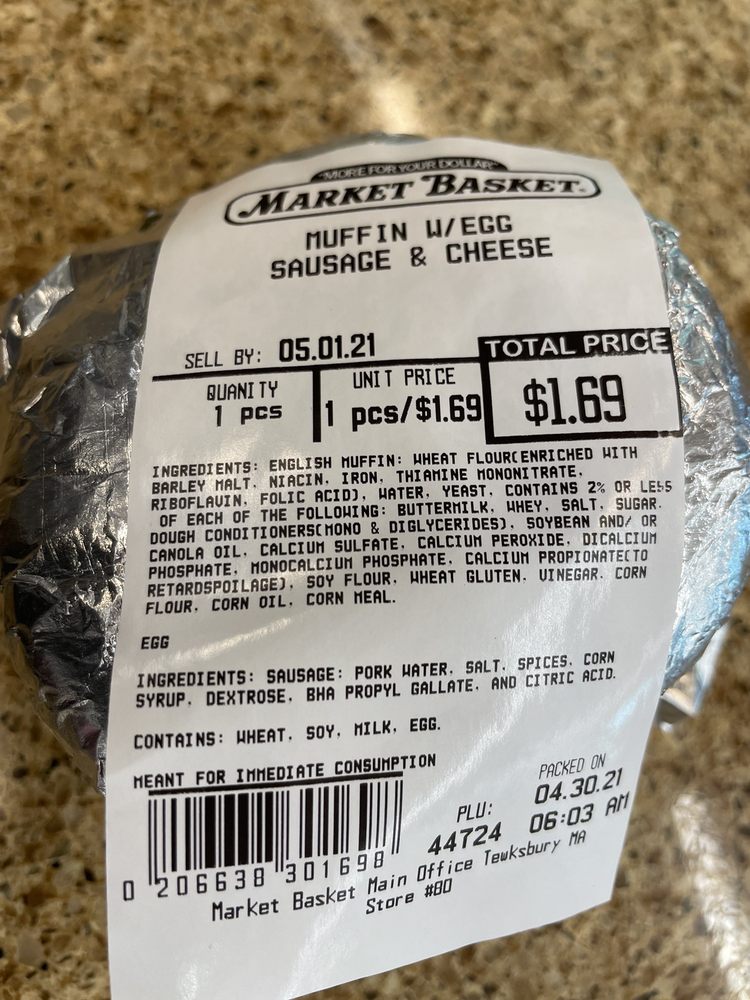 "MORE FOR YOUR DOLLAR"
MARKET BASKET.
MUFFIN W/EGG
SAUSAGE & CHEESE
SELL BY: 05.01.21
TOTAL PRICE
QUANITY
1 pcs
UNIT PRICE
1 pcs/$1.69
$1.69
INGREDIENTS: ENGLISH MUFFIN: WHEAT FLOUR(ENRICHED WITH
BARLEY MALT, NIACIN, IRON, THIAMINE MONONITRATE,
RIBOFLAVIN, FOLIC ACID), WATER, YEAST, CONTAINS 2% OR LESS
OF EACH OF THE FOLLOWING: BUTTERMILK, WHEY, SALT, SUGAR.
DOUGH CONDITIONERS(MONO & DIGLYCERIDES), SOYBEAN AND/ OR
CANOLA OIL, CALCIUM SULFATE, CALCIUM PEROXIDE, DICALCIUM
PHOSPHATE, MONOCALCIUM PHOSPHATE, CALCIUM PROPIONATE(TO
RETARDSPOILAGE), SOY FLOUR, WHEAT GLUTEN, VINEGAR, CORN
FLOUR, CORN OIL, CORN MEAL.
EGG
INGREDIENTS: SAUSAGE: PORK WATER, SALT, SPICES, CORN
SYRUP, DEXTROSE, BHA PROPYL GALLATE, AND CITRIC ACID.
CONTAINS: WHEAT, SOY, MILK, EGG.
MEANT FOR IMMEDIATE CONSUMPTION
0 206638 301698
PLU:
44724
PACKED ON
04.30.21
06:03 AM
Market Basket Main Office Tewksbury MA
Store #80